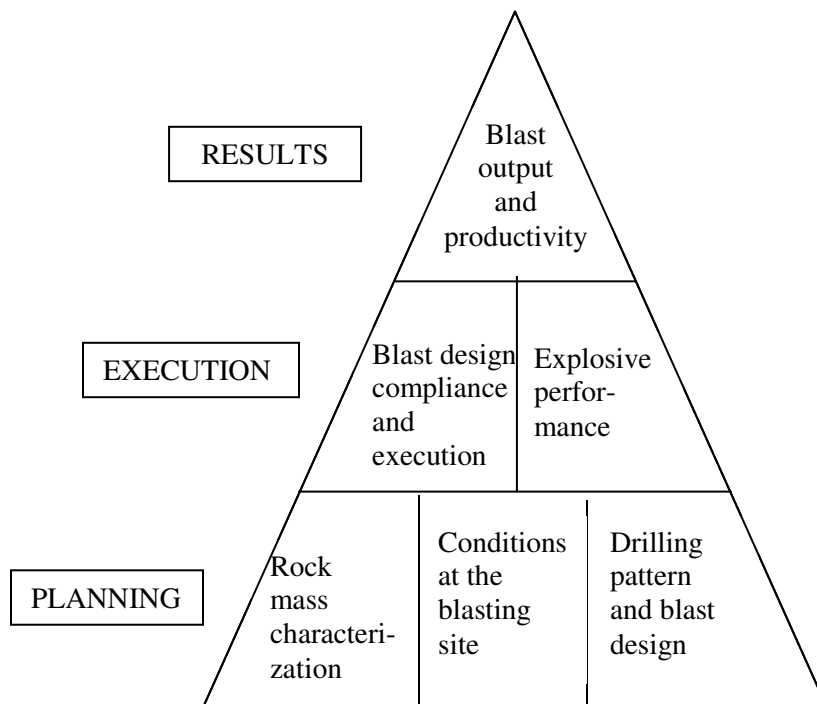 RESULTS
Blast
output
and
productivity
EXECUTION
Blast design
compliance
and
execution
Explosive
perfor-
mance
PLANNING
Rock
mass
characteri-
zation
Conditions
at the
blasting
site
Drilling
pattern
and blast
design